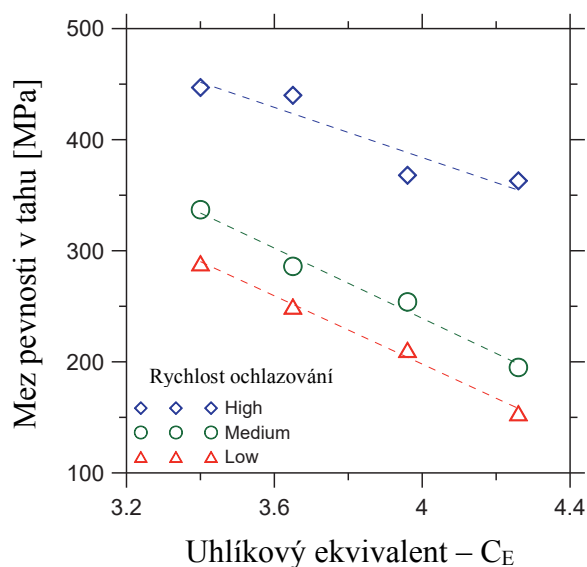 500
400
300
200
100
Mez pevnosti v tahu [MPa]
Rychlost ochlazování
High
Medium
Low
3.2
3.6
4
4.4
Uhlíkový ekvivalent – C_E